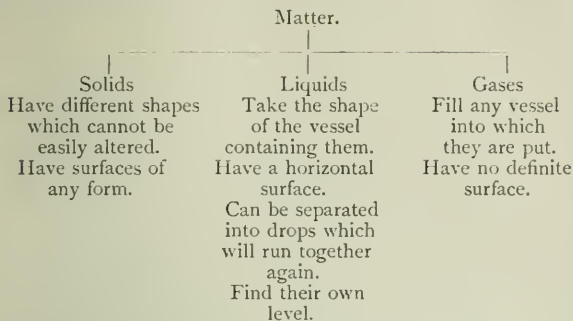 Matter.
Solids
Have different shapes
which cannot be
easily altered.
Have surfaces of
any form.
Liquids
Take the shape
of the vessel
containing them.
Have a horizontal
surface.
Can be separated
into drops which
will run together
again.
Find their own
level.
Gases
Fill any vessel
into which
they are put.
Have no definite
surface.